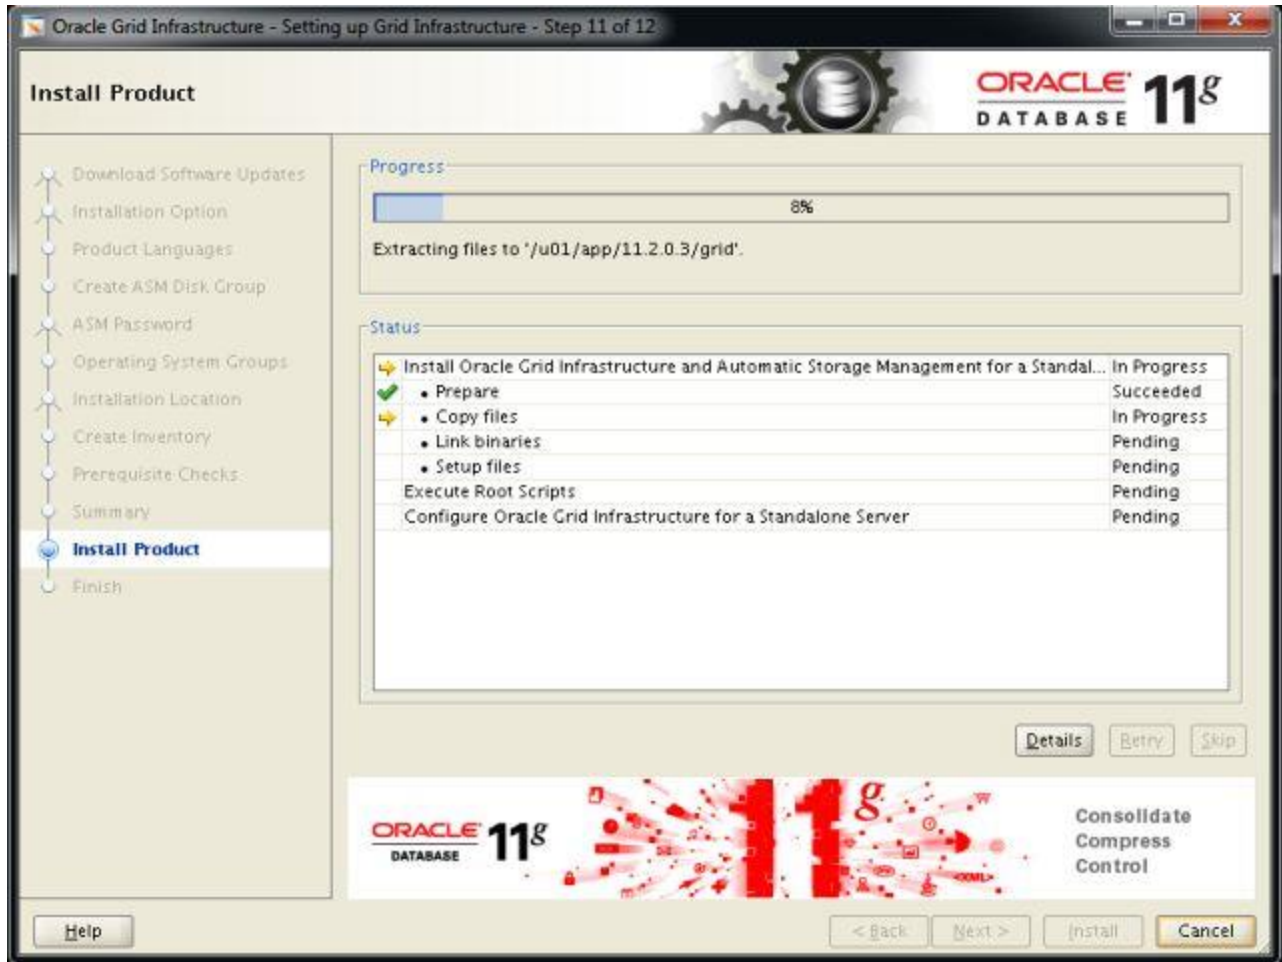 Oracle Grid Infrastructure - Setting up Grid Infrastructure - Step 11 of 12
Install Product
ORACLE DATABASE 11g
Download Software Updates
Installation Option
Product Languages
Create ASM Disk Group
ASM Password
Operating System Groups
Installation Location
Create Inventory
Prerequisite Checks
Summary
Install Product
Finish
Progress
8%
Extracting files to '/u01/app/11.2.0.3/grid'.
Status
Install Oracle Grid Infrastructure and Automatic Storage Management for a Standal... In Progress
• Prepare Succeeded
• Copy files In Progress
• Link binaries Pending
• Setup files Pending
Execute Root Scripts Pending
Configure Oracle Grid Infrastructure for a Standalone Server Pending
Details Retry Skip
ORACLE DATABASE 11g
11g
<XML>
Consolidate
Compress
Control
Help < Back Next > Install Cancel